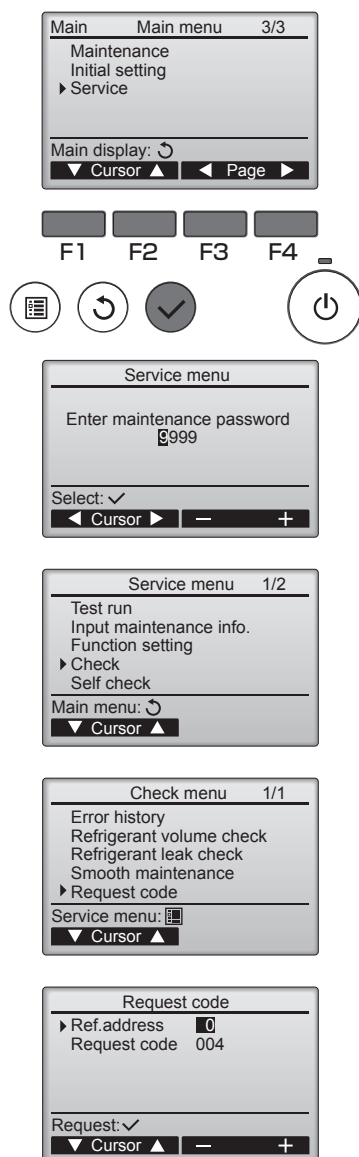 Main Main menu 3/3
Maintenance
Initial setting
Service
Main display:
Cursor Page
F1 F2 F3 F4
Service menu
Enter maintenance password
9999
Select:
Cursor − +
Service menu 1/2
Test run
Input maintenance info.
Function setting
Check
Self check
Main menu:
Cursor
Check menu 1/1
Error history
Refrigerant volume check
Refrigerant leak check
Smooth maintenance
Request code
Service menu:
Cursor
Request code
Ref.address 0
Request code 004
Request:
Cursor − +